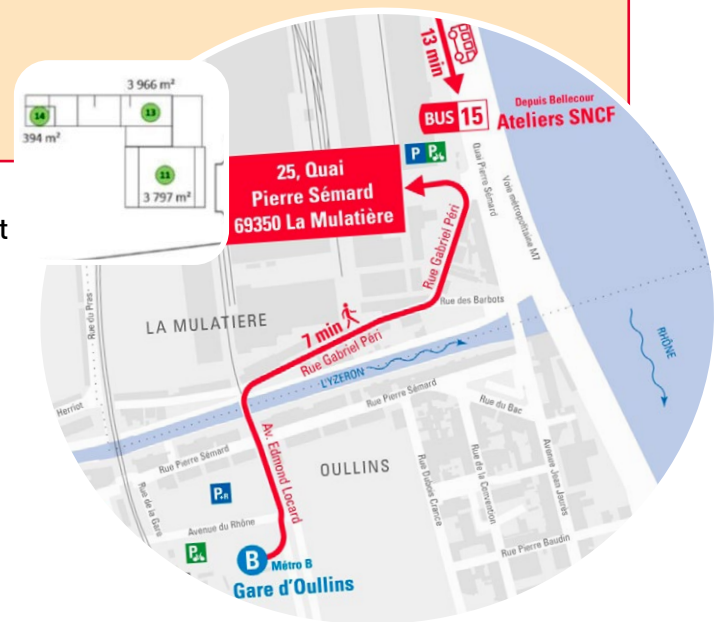 3 966 m²
14
13
394 m²
11
3 797 m²
t
13 min
BUS 15
Depuis Bellecour
Ateliers SNCF
P P
25, Quai
Pierre Sémard
69350 La Mulatière
Quai Pierre Sémard
Voie métropolitaine M7
Rue Gabriel Péri
Rue des Barbots
Rue du Pras
LA MULATIERE
7 min
Rue Gabriel Péri
L'YZERON
RHÔNE
Herriot
Rue Pierre Sémard
Rue du Bac
Av. Edmond Locard
Rue Pierre Sémard
OULLINS
Rue Dubois Crance
Rue de la Convention
Avenue Jean Jaurès
P+R
Rue de la Gare
Avenue du Rhône
P
B
Métro B
Gare d'Oullins
Rue Pierre Baudin